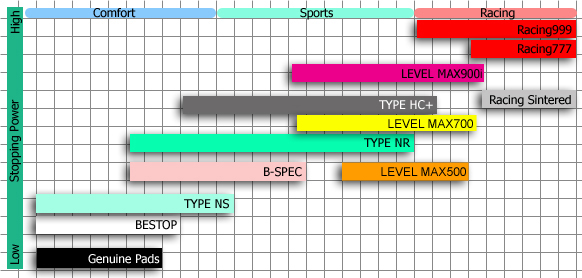 Comfort Sports Racing
High
Racing999
Racing777
LEVEL MAX900
Racing Sintered
TYPE HC+
LEVEL MAX700
Stopping Power
TYPE NR
B-SPEC LEVEL MAX500
TYPE NS
BESTOP
Low
Genuine Pads